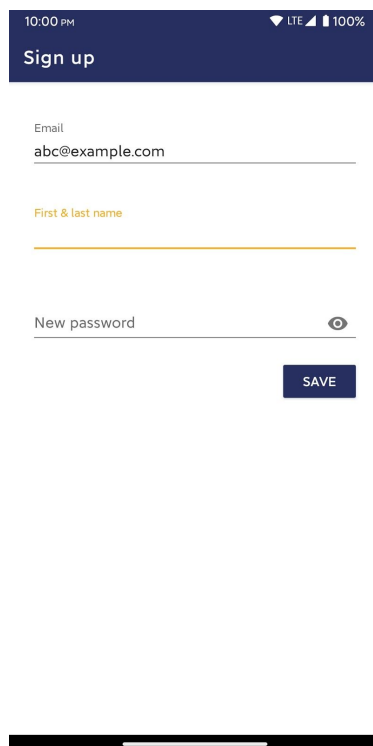 10:00 PM LTE 100%
Sign up
Email
abc@example.com
First & last name
New password
SAVE